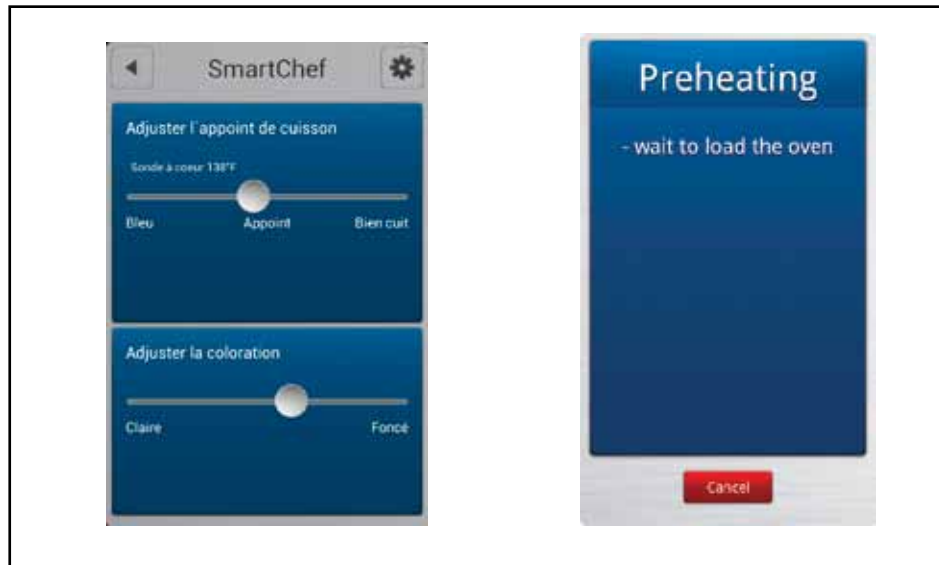 SmartChef
Adjuster l'appoint de cuisson
Sonde à coeur 138°F
Bleu Appoint Bien cuit
Adjuster la coloration
Claire Foncé
Preheating
- wait to load the oven
Cancel